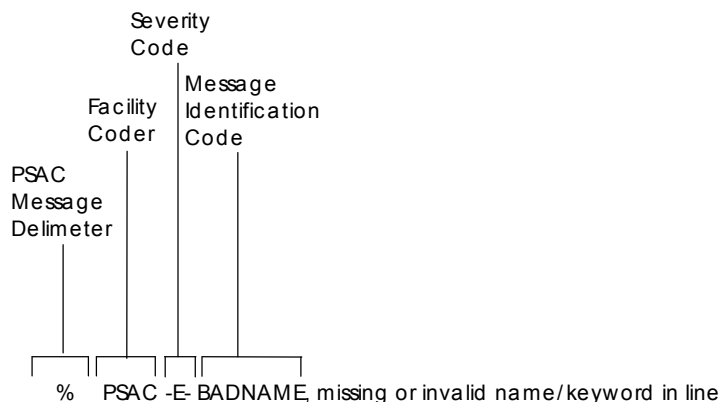 Severity
Code
Message
Identification
Code
Facility
Coder
PSAC
Message
Delimeter
% PSAC -E- BADNAME, missing or invalid name/keyword in line